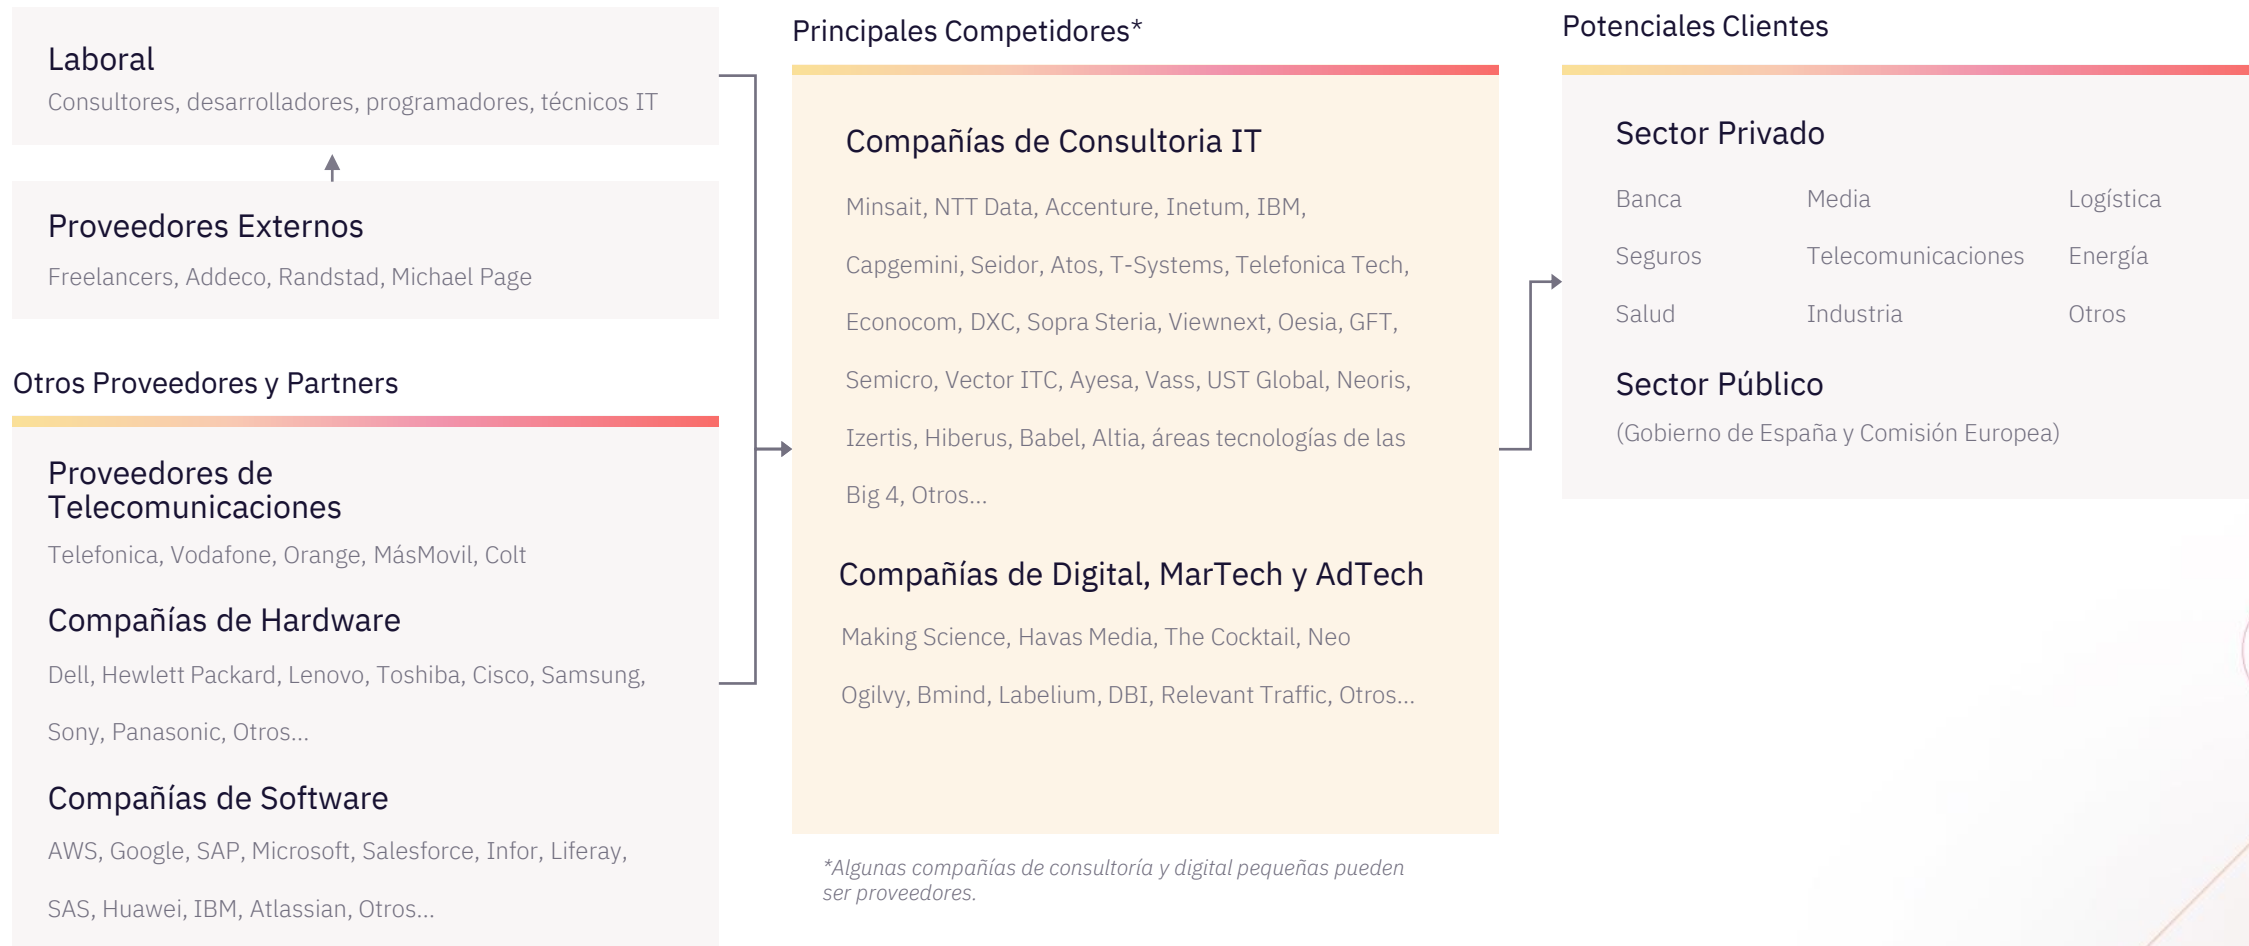 Laboral
Consultores, desarrolladores, programadores, técnicos IT
Proveedores Externos
Freelancers, Addeco, Randstad, Michael Page
Otros Proveedores y Partners
Proveedores de
Telecomunicaciones
Telefonica, Vodafone, Orange, MásMovil, Colt
Compañías de Hardware
Dell, Hewlett Packard, Lenovo, Toshiba, Cisco, Samsung,
Sony, Panasonic, Otros...
Compañías de Software
AWS, Google, SAP, Microsoft, Salesforce, Infor, Liferay,
SAS, Huawei, IBM, Atlassian, Otros...
Principales Competidores*
Compañías de Consultoria IT
Minsait, NTT Data, Accenture, Inetum, IBM,
Capgemini, Seidor, Atos, T-Systems, Telefonica Tech,
Econocom, DXC, Sopra Steria, Viewnext, Oesia, GFT,
Semicro, Vector ITC, Ayesa, Vass, UST Global, Neoris,
Izertis, Hiberus, Babel, Altia, áreas tecnologías de las
Big 4, Otros...
Compañías de Digital, MarTech y AdTech
Making Science, Havas Media, The Cocktail, Neo
Ogilvy, Bmind, Labelium, DBI, Relevant Traffic, Otros...
*Algunas compañías de consultoría y digital pequeñas pueden
ser proveedores.
Potenciales Clientes
Sector Privado
Banca Media Logística
Seguros Telecomunicaciones Energía
Salud Industria Otros
Sector Público
(Gobierno de España y Comisión Europea)